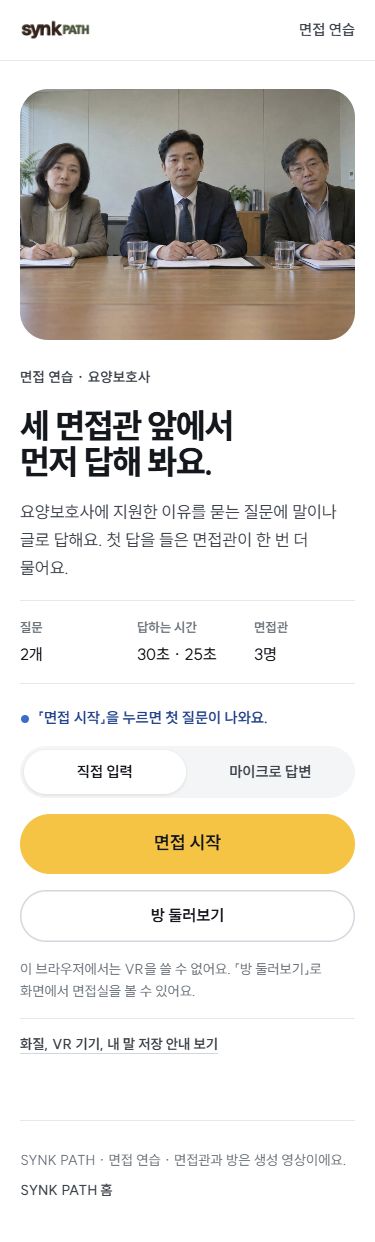 synk PATH
면접 연습
면접 연습 · 요양보호사
세 면접관 앞에서
먼저 답해 봐요.
요양보호사에 지원한 이유를 묻는 질문에 말이나
글로 답해요. 첫 답을 들은 면접관이 한 번 더
물어요.
질문 답하는 시간 면접관
2개 30초 · 25초 3명
「면접 시작」을 누르면 첫 질문이 나와요.
직접 입력 마이크로 답변
면접 시작
방 둘러보기
이 브라우저에서는 VR을 쓸 수 없어요. 「방 둘러보기」로
화면에서 면접실을 볼 수 있어요.
화질, VR 기기, 내 말 저장 안내 보기
SYNK PATH · 면접 연습 · 면접관과 방은 생성 영상이에요.
SYNK PATH 홈